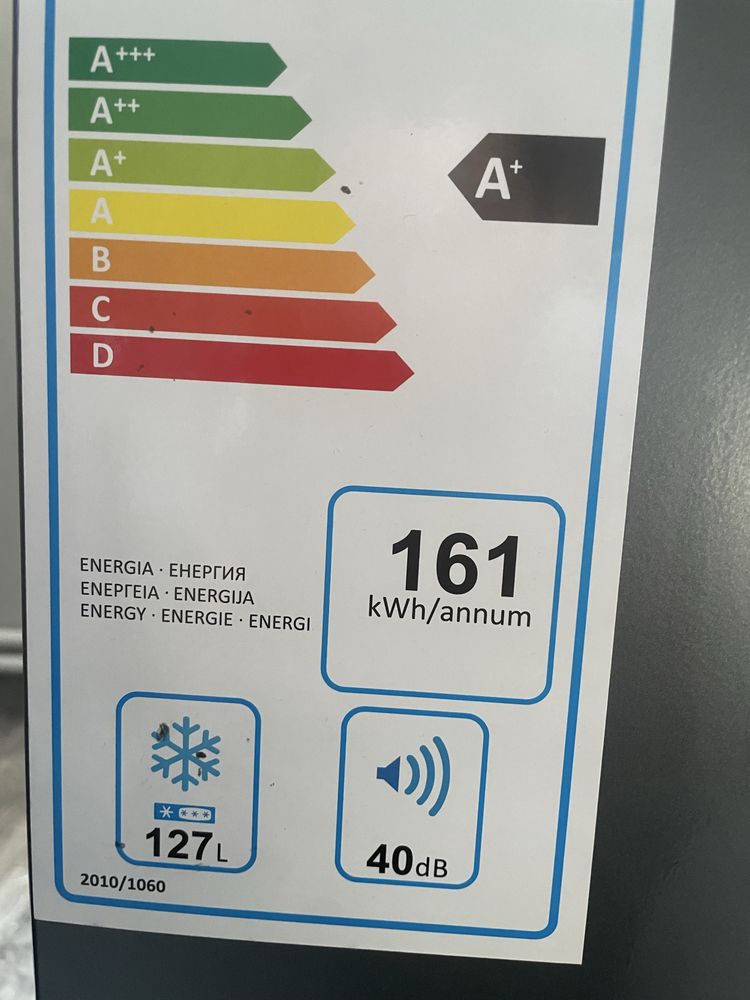 A+++
A++
A+
A+
A
B
C
D
161
kWh/annum
ENERGIA · ЕНЕРГИЯ
ΕΝΕΡΓΕΙΑ · ENERGIJA
ENERGY · ENERGIE · ENERGI
127L
40dB
2010/1060